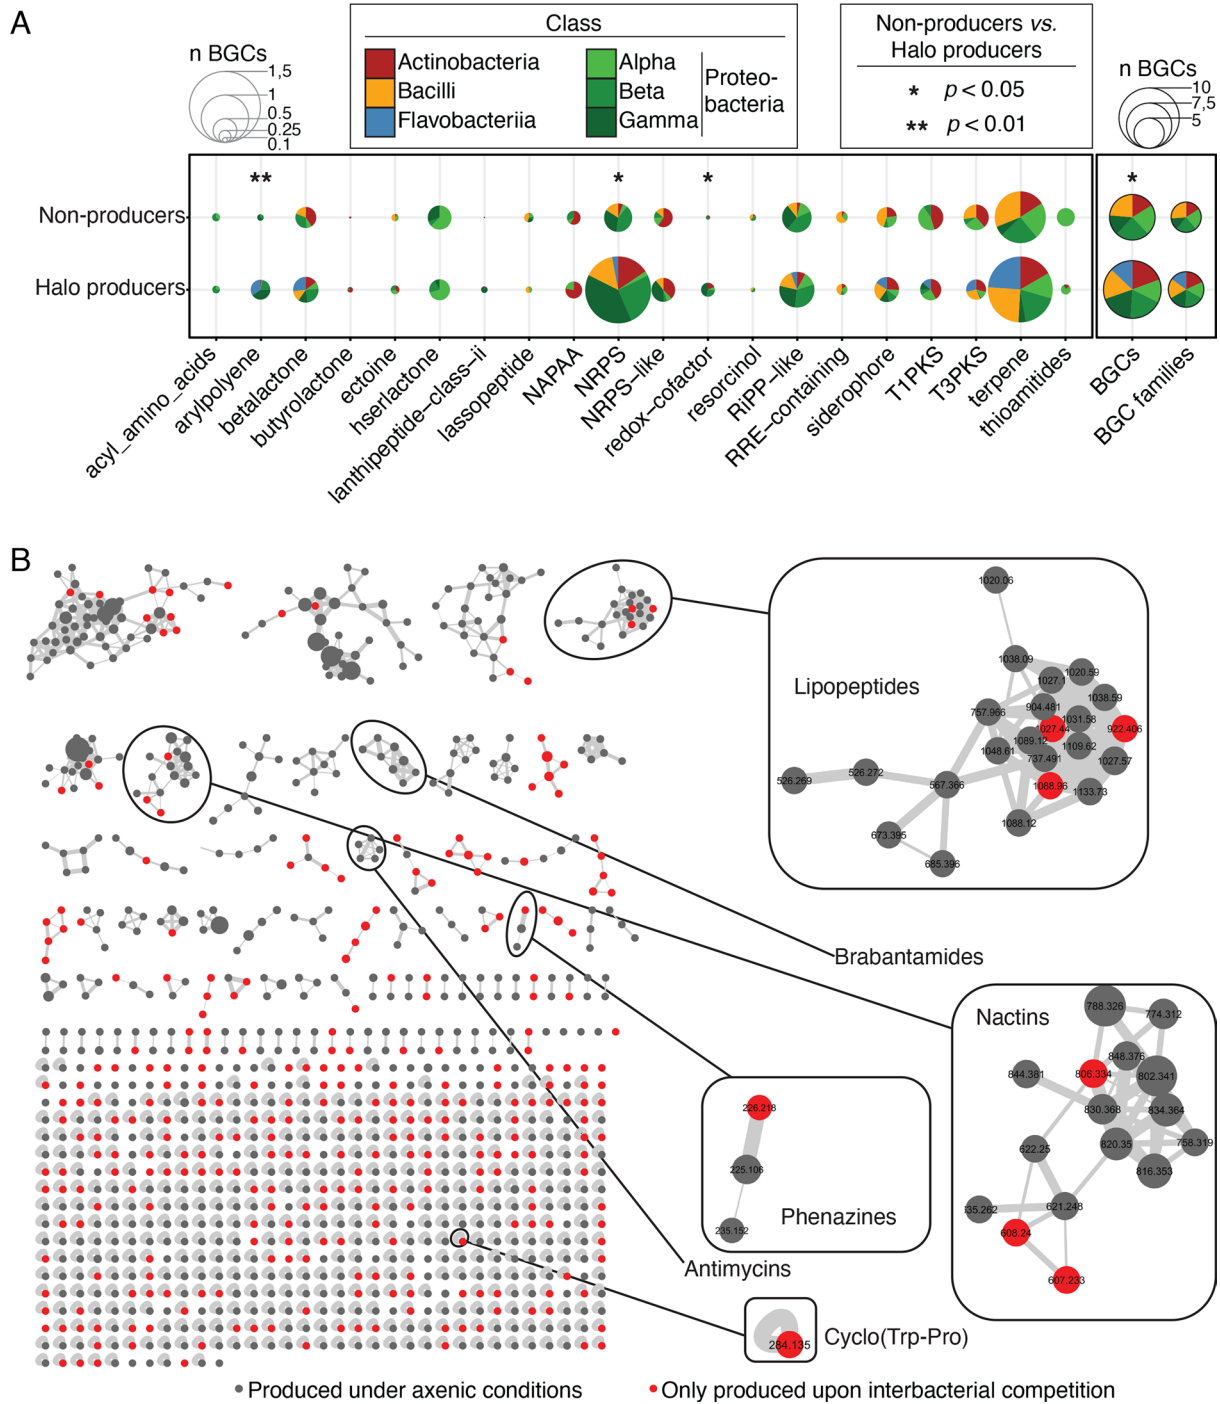 A
n BGCs
1,5
1
0.5
0.25
0.1
Class
Actinobacteria
Bacilli
Flavobacteriia
Alpha
Beta
Gamma
Proteo-
bacteria
Non-producers vs.
Halo producers
* p < 0.05
** p < 0.01
n BGCs
10
7,5
5
** * * *
Non-producers
Halo producers
acyl_amino_acids
arylpolyene
betalactone
butyrolactone
ectoine
hserlactone
lanthipeptide-class-ii
lassopeptide
NAPAA
NRPS
NRPS-like
redox-cofactor
resorcinol
RiPP-like
RRE-containing
siderophore
T1PKS
T3PKS
terpene
thioamitides
BGCs
BGC families
B
Lipopeptides
1020.06
1038.09
1020.59
1027.1
1038.59
904.481
757.966
1031.58
1027.44
922.406
1089.12
1109.62
1048.61
737.491
1027.57
526.269
526.272
567.366
1088.96
1133.73
1088.12
673.395
685.396
Brabantamides
Nactins
788.326
774.312
848.376
844.381
806.334
802.341
830.368
834.364
820.35
758.319
622.25
816.353
635.262
621.248
608.24
607.233
226.218
225.106
235.152
Phenazines
Antimycins
284.135
Cyclo(Trp-Pro)
Produced under axenic conditions
Only produced upon interbacterial competition